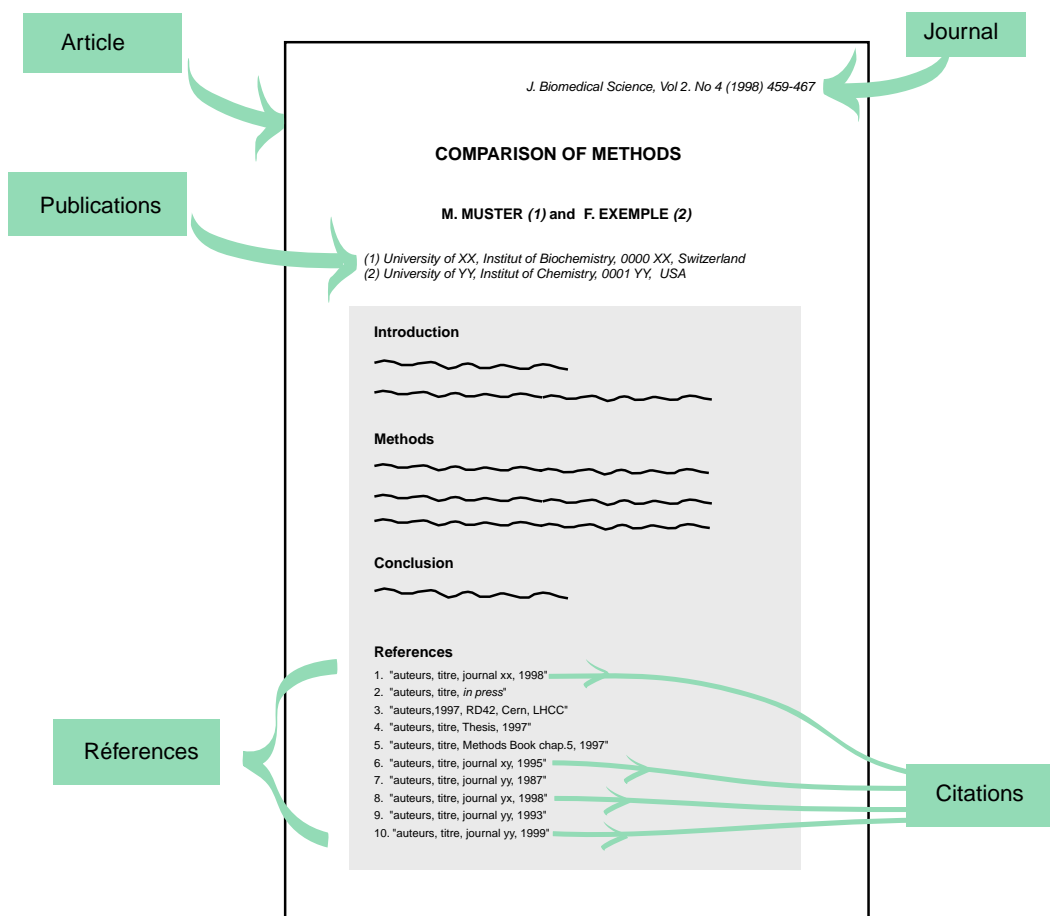 Article
Journal
J. Biomedical Science, Vol 2. No 4 (1998) 459-467
COMPARISON OF METHODS
Publications
M. MUSTER (1) and F. EXEMPLE (2)
(1) University of XX, Institut of Biochemistry, 0000 XX, Switzerland
(2) University of YY, Institut of Chemistry, 0001 YY, USA
Introduction
Methods
Conclusion
References
1. "auteurs, titre, journal xx, 1998"
2. "auteurs, titre, in press"
3. "auteurs,1997, RD42, Cern, LHCC"
4. "auteurs, titre, Thesis, 1997"
5. "auteurs, titre, Methods Book chap.5, 1997"
6. "auteurs, titre, journal xy, 1995"
7. "auteurs, titre, journal yy, 1987"
8. "auteurs, titre, journal yx, 1998"
9. "auteurs, titre, journal yy, 1993"
10. "auteurs, titre, journal yy, 1999"
Réferences
Citations